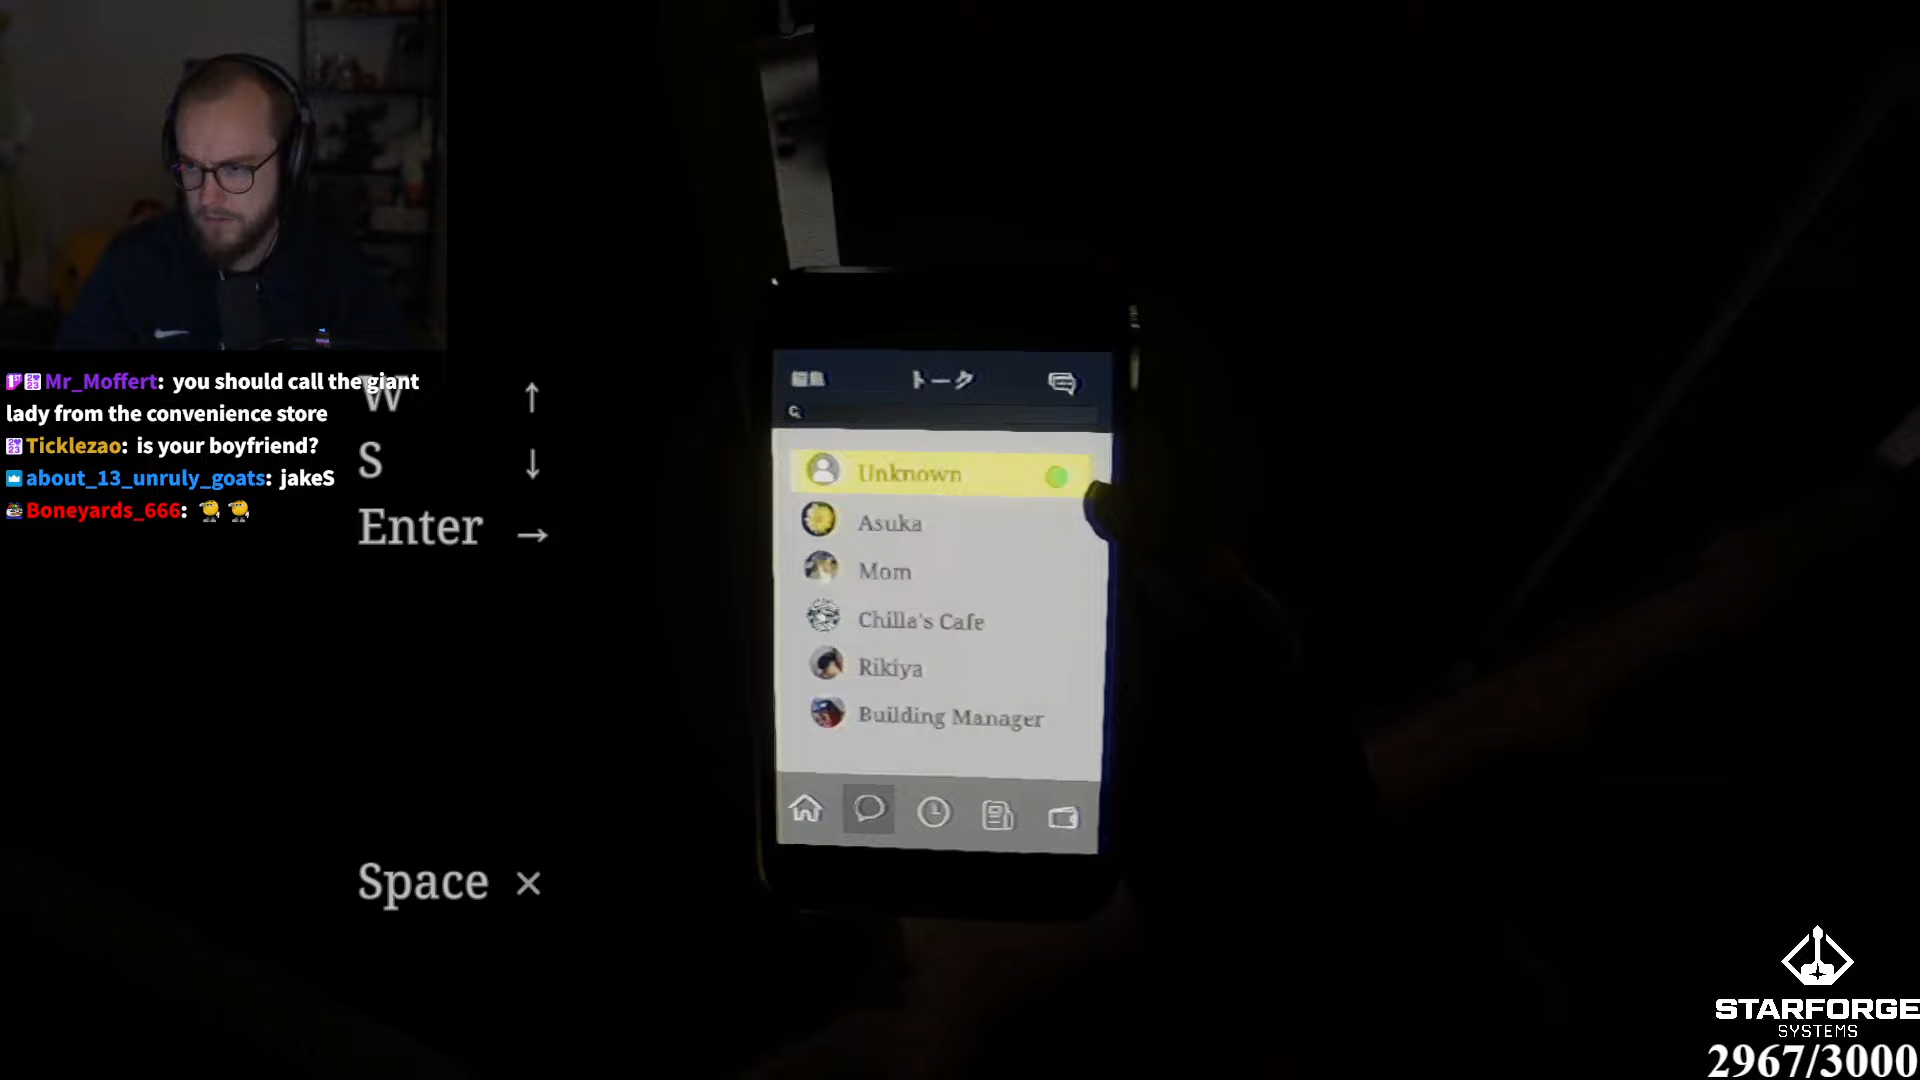 Mr_Moffert: you should call the giant
lady from the convenience store
Ticklezao: is your boyfriend?
about_13_unruly_goats: jakeS
Boneyards_666:
W ↑
S ↓
Enter →
Space ×
トーク
Unknown
Asuka
Mom
Chilla's Cafe
Rikiya
Building Manager
STARFORGE
SYSTEMS
2967/3000